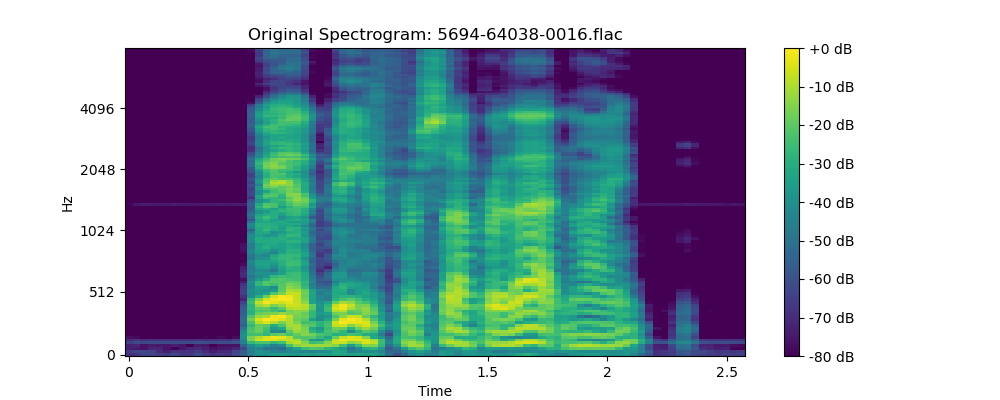 Original Spectrogram: 5694-64038-0016.flac
Hz
4096
2048
1024
512
0
0
0.5
1
1.5
2
2.5
Time
+0 dB
-10 dB
-20 dB
-30 dB
-40 dB
-50 dB
-60 dB
-70 dB
-80 dB